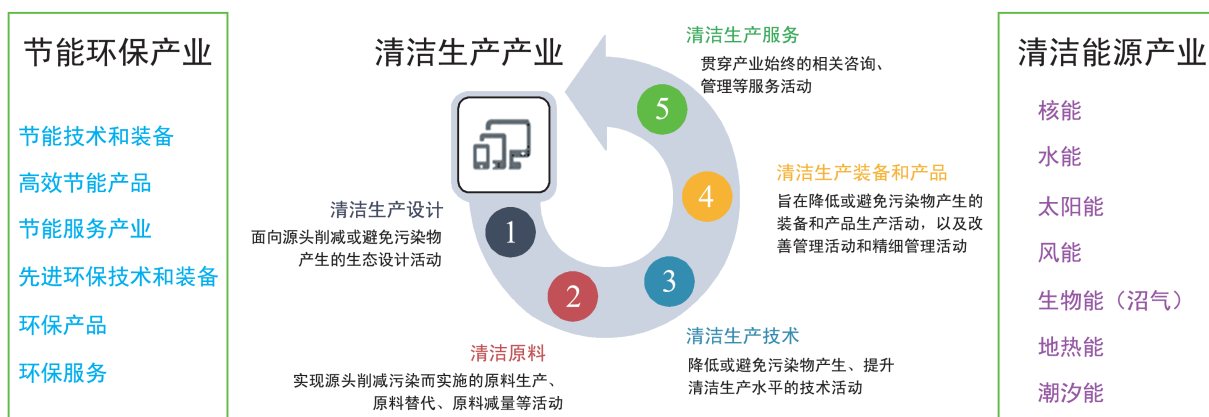 节能环保产业
节能技术和装备
高效节能产品
节能服务产业
先进环保技术和装备
环保产品
环保服务
清洁生产产业
1
清洁生产设计
面向源头削减或避免污染物
产生的生态设计活动
2
清洁原料
实现源头削减污染而实施的原料生产、
原料替代、原料减量等活动
3
清洁生产技术
降低或避免污染物产生、提升
清洁生产水平的技术活动
4
清洁生产装备和产品
旨在降低或避免污染物产生的
装备和产品生产活动，以及改
善管理活动和精细管理活动
5
清洁生产服务
贯穿产业始终的相关咨询、
管理等服务活动
清洁能源产业
核能
水能
太阳能
风能
生物能（沼气）
地热能
潮汐能